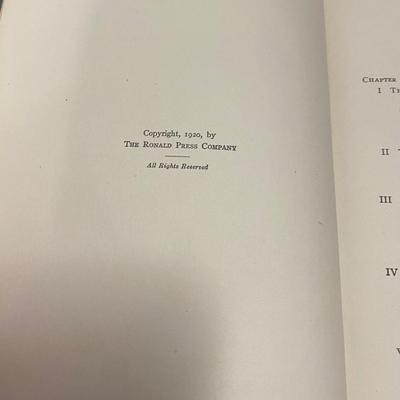 Copyright, 1920, by
THE RONALD PRESS COMPANY
All Rights Reserved
CHAPTER
I
II
III
IV